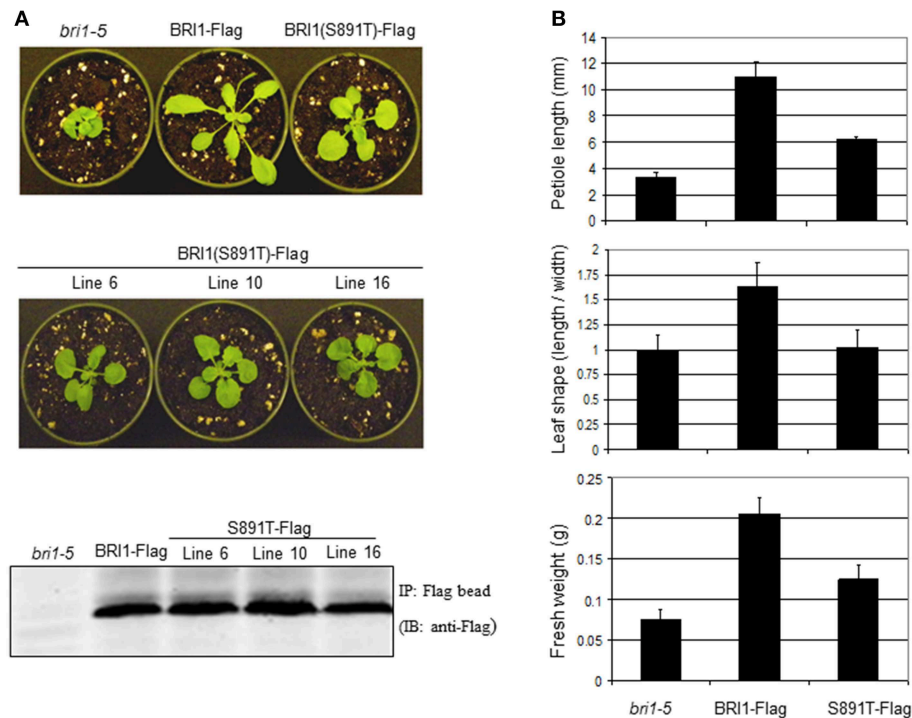 A
bri1-5 BRI1-Flag BRI1(S891T)-Flag
BRI1(S891T)-Flag
Line 6 Line 10 Line 16
S891T-Flag
bri1-5 BRI1-Flag Line 6 Line 10 Line 16
IP: Flag bead
(IB: anti-Flag)
B
Petiole length (mm)
14
12
10
8
6
4
2
0
Leaf shape (length / width)
2
1.75
1.5
1.25
1
0.75
0.5
0.25
0
Fresh weight (g)
0.25
0.2
0.15
0.1
0.05
0
bri1-5 BRI1-Flag S891T-Flag